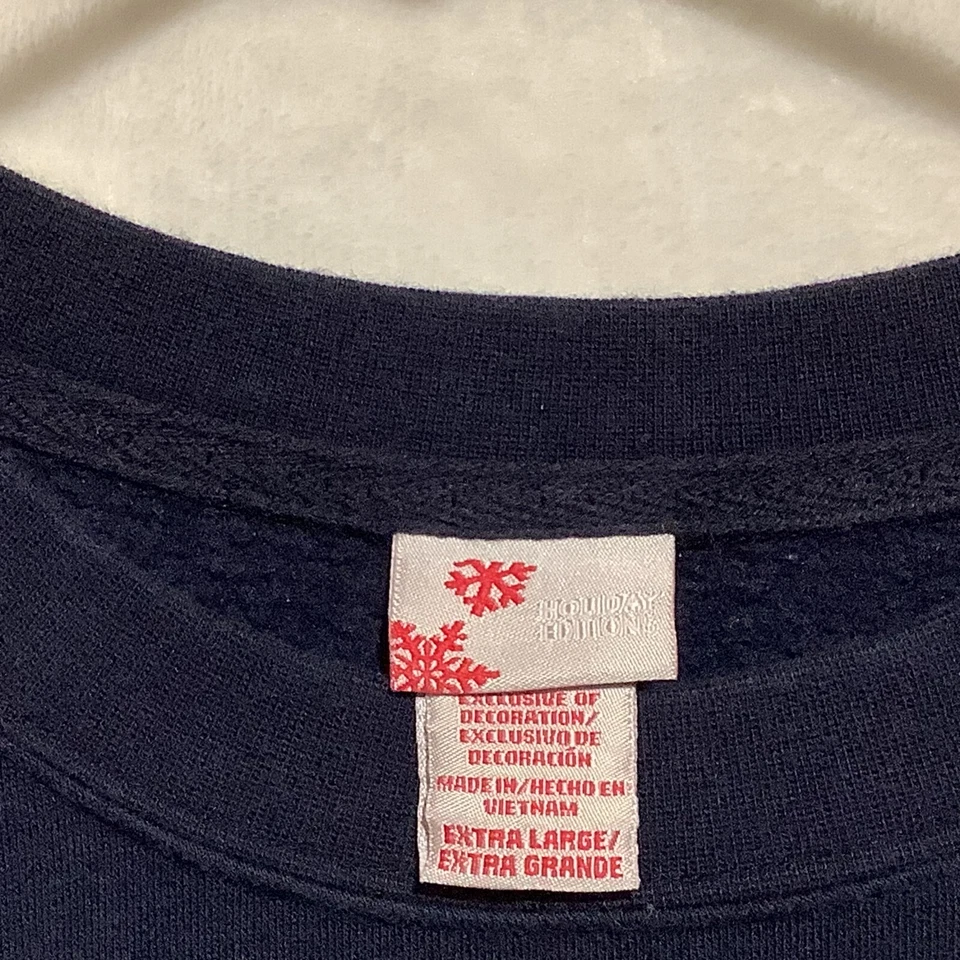 HOLIDAY
EDITIONS
EXCLUSIVE OF
DECORATION/
EXCLUSIVO DE
DECORACIÓN
MADE IN/HECHO EN
VIETNAM
EXTRA LARGE/
EXTRA GRANDE